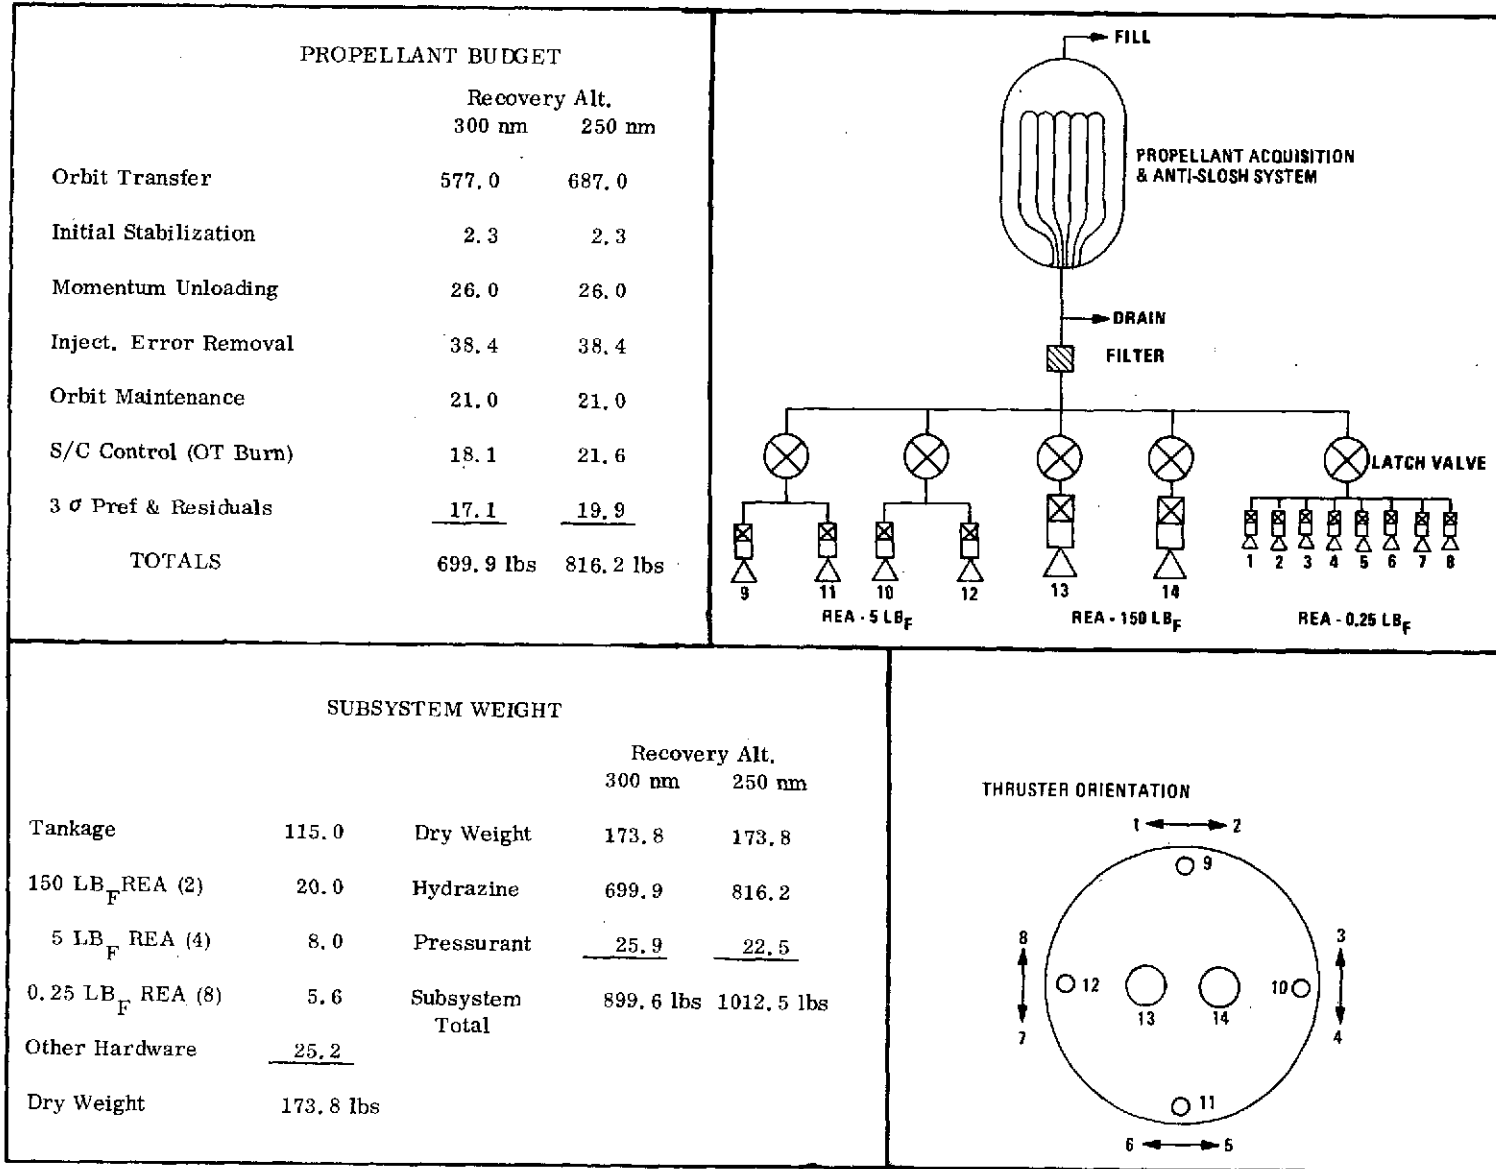 PROPELLANT BUDGET
Recovery Alt.
300 nm 250 nm
Orbit Transfer 577.0 687.0
Initial Stabilization 2.3 2.3
Momentum Unloading 26.0 26.0
Inject. Error Removal 38.4 38.4
Orbit Maintenance 21.0 21.0
S/C Control (OT Burn) 18.1 21.6
3 σ Pref & Residuals 17.1 19.9
TOTALS 699.9 lbs 816.2 lbs
FILL
PROPELLANT ACQUISITION
& ANTI-SLOSH SYSTEM
DRAIN
FILTER
LATCH VALVE
9 11 10 12 13 14 1 2 3 4 5 6 7 8
REA - 5 LBF REA - 150 LBF REA - 0.25 LBF
SUBSYSTEM WEIGHT
Recovery Alt.
300 nm 250 nm
Tankage 115.0 Dry Weight 173.8 173.8
150 LBF REA (2) 20.0 Hydrazine 699.9 816.2
5 LBF REA (4) 8.0 Pressurant 25.9 22.5
0.25 LBF REA (8) 5.6 Subsystem 899.6 lbs 1012.5 lbs
Total
Other Hardware 25.2
Dry Weight 173.8 lbs
THRUSTER ORIENTATION
1 2
9
8 3
12 10
13 14
7 4
11
6 5